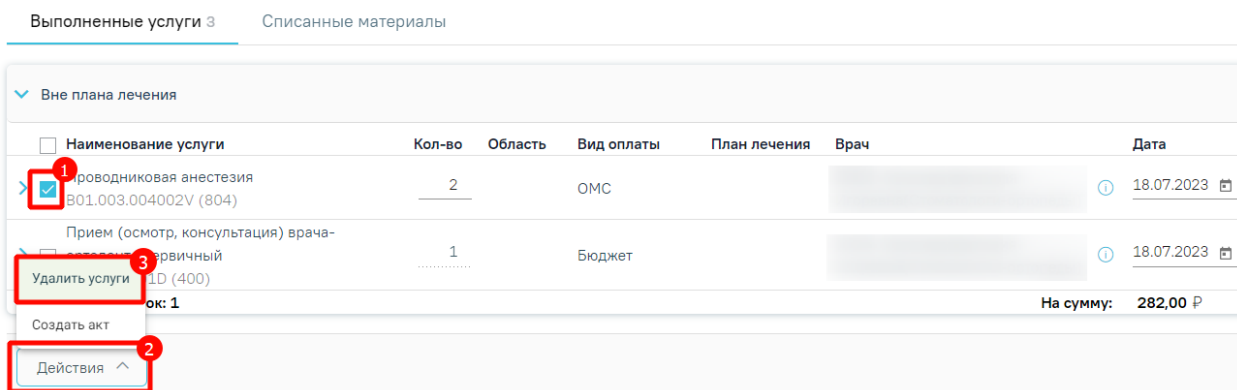 Выполненные услуги 3 Списанные материалы
Вне плана лечения
Наименование услуги Кол-во Область Вид оплаты План лечения Врач Дата
1
Проводниковая анестезия 2 ОМС 18.07.2023
B01.003.004002V (804)
Прием (осмотр, консультация) врача-
первичный 1 Бюджет 18.07.2023
3
Удалить услуги 1D (400)
ок: 1 На сумму: 282,00 ₽
Создать акт
2
Действия